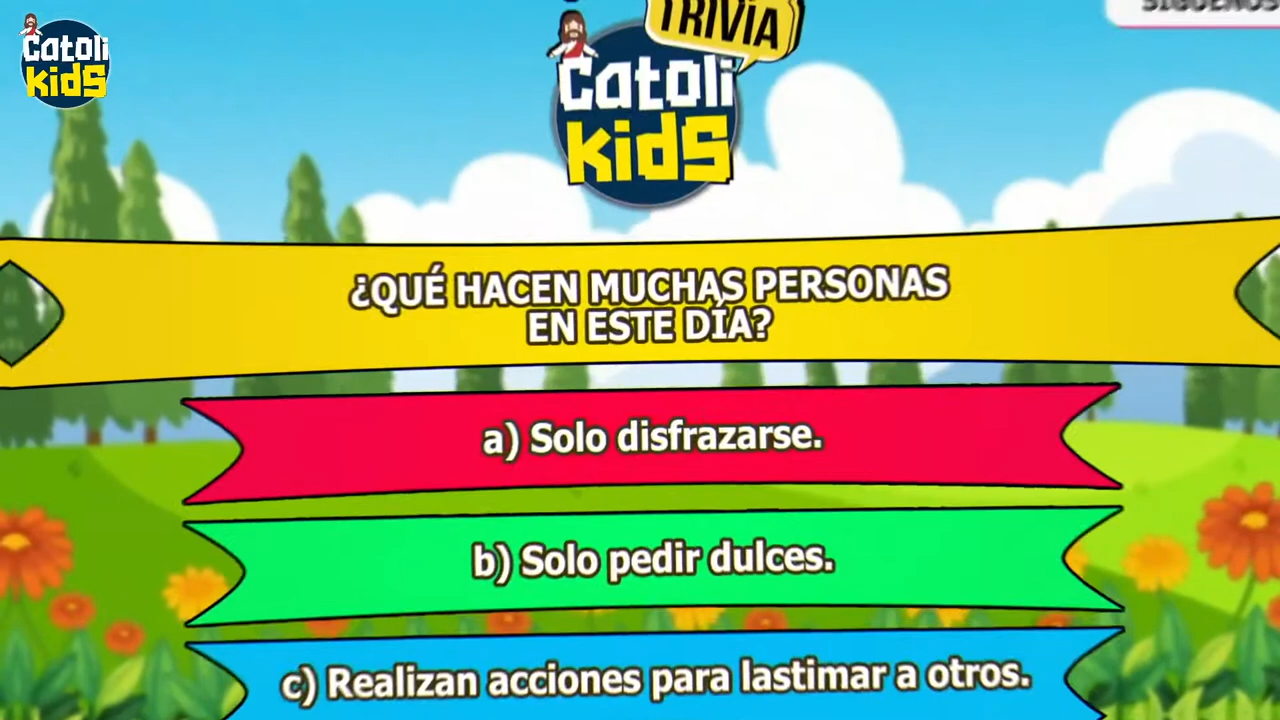 Catoli
Kids
TRIVIA
SÍGUENOS
Catoli
Kids
¿QUÉ HACEN MUCHAS PERSONAS
EN ESTE DÍA?
a) Solo disfrazarse.
b) Solo pedir dulces.
c) Realizan acciones para lastimar a otros.